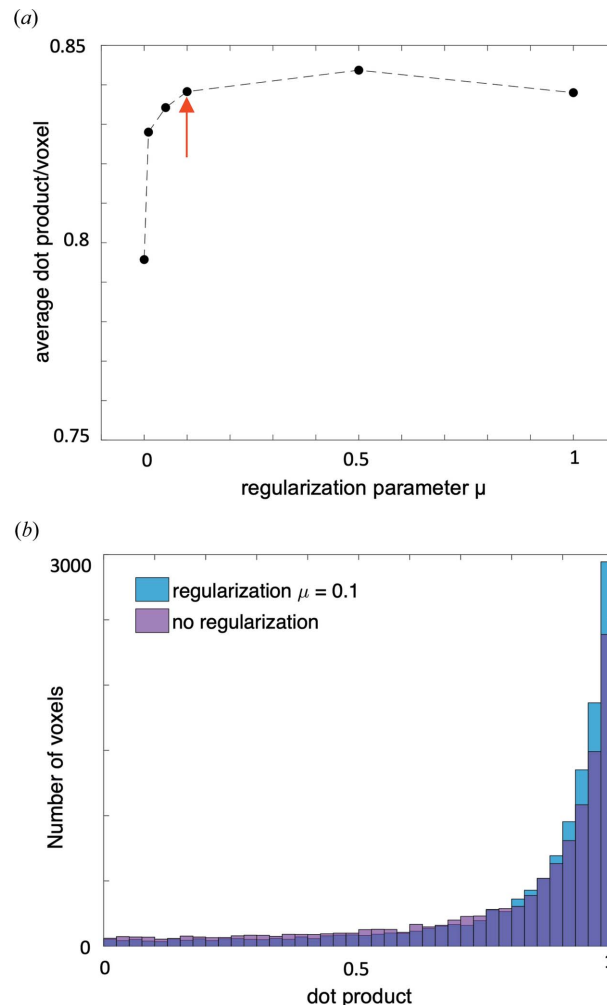 (a)
0.85
0.8
0.75
average dot product/voxel
0
0.5
1
regularization parameter μ
(b)
3000
0
Number of voxels
regularization μ = 0.1
no regularization
0
0.5
1
dot product